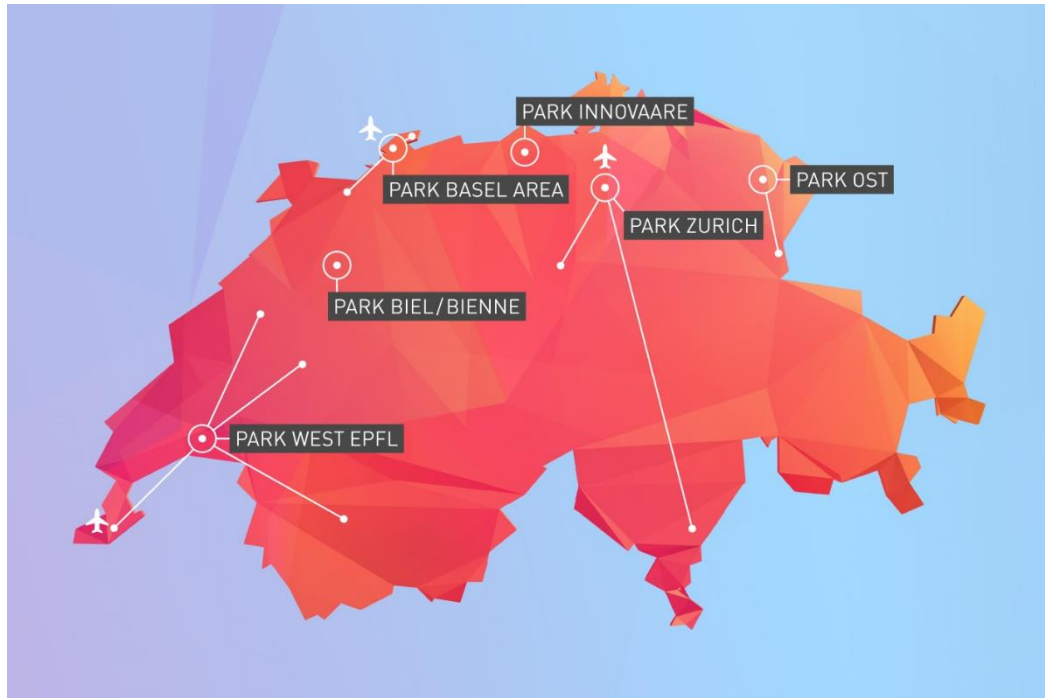 PARK INNOVAARE
PARK BASEL AREA
PARK OST
PARK ZURICH
PARK BIEL/BIENNE
PARK WEST EPFL